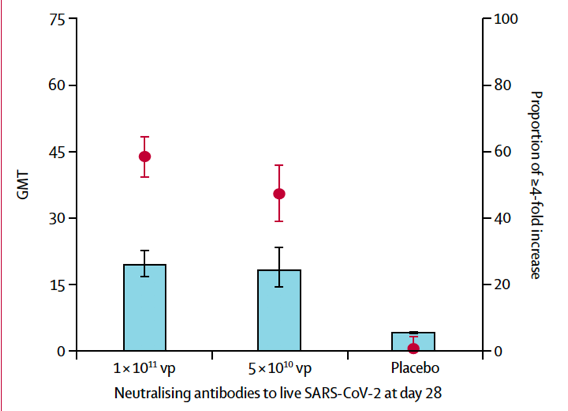 75
60
45
30
15
0
GMT
100
80
60
40
20
0
Proportion of ≥4-fold increase
1 × 10¹¹ vp
5 × 10¹⁰ vp
Placebo
Neutralising antibodies to live SARS-CoV-2 at day 28